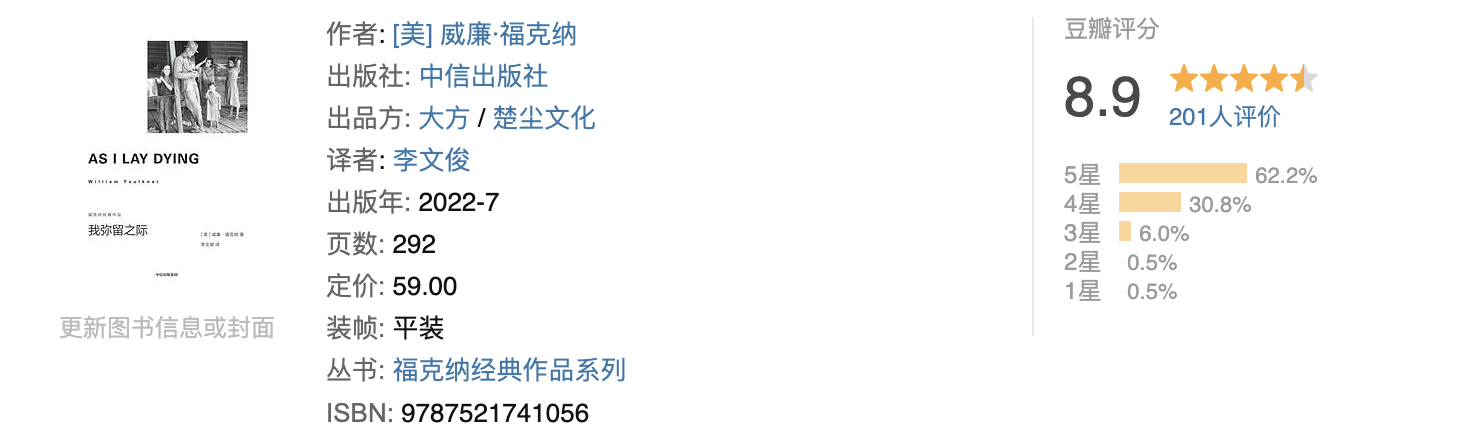 AS I LAY DYING
William Faulkner
福克纳经典作品
我弥留之际
[美] 威廉·福克纳 著
李文俊 译
中信出版集团
更新图书信息或封面
作者: [美] 威廉·福克纳
出版社: 中信出版社
出品方: 大方 / 楚尘文化
译者: 李文俊
出版年: 2022-7
页数: 292
定价: 59.00
装帧: 平装
丛书: 福克纳经典作品系列
ISBN: 9787521741056
豆瓣评分
8.9
201人评价
5星 62.2%
4星 30.8%
3星 6.0%
2星 0.5%
1星 0.5%